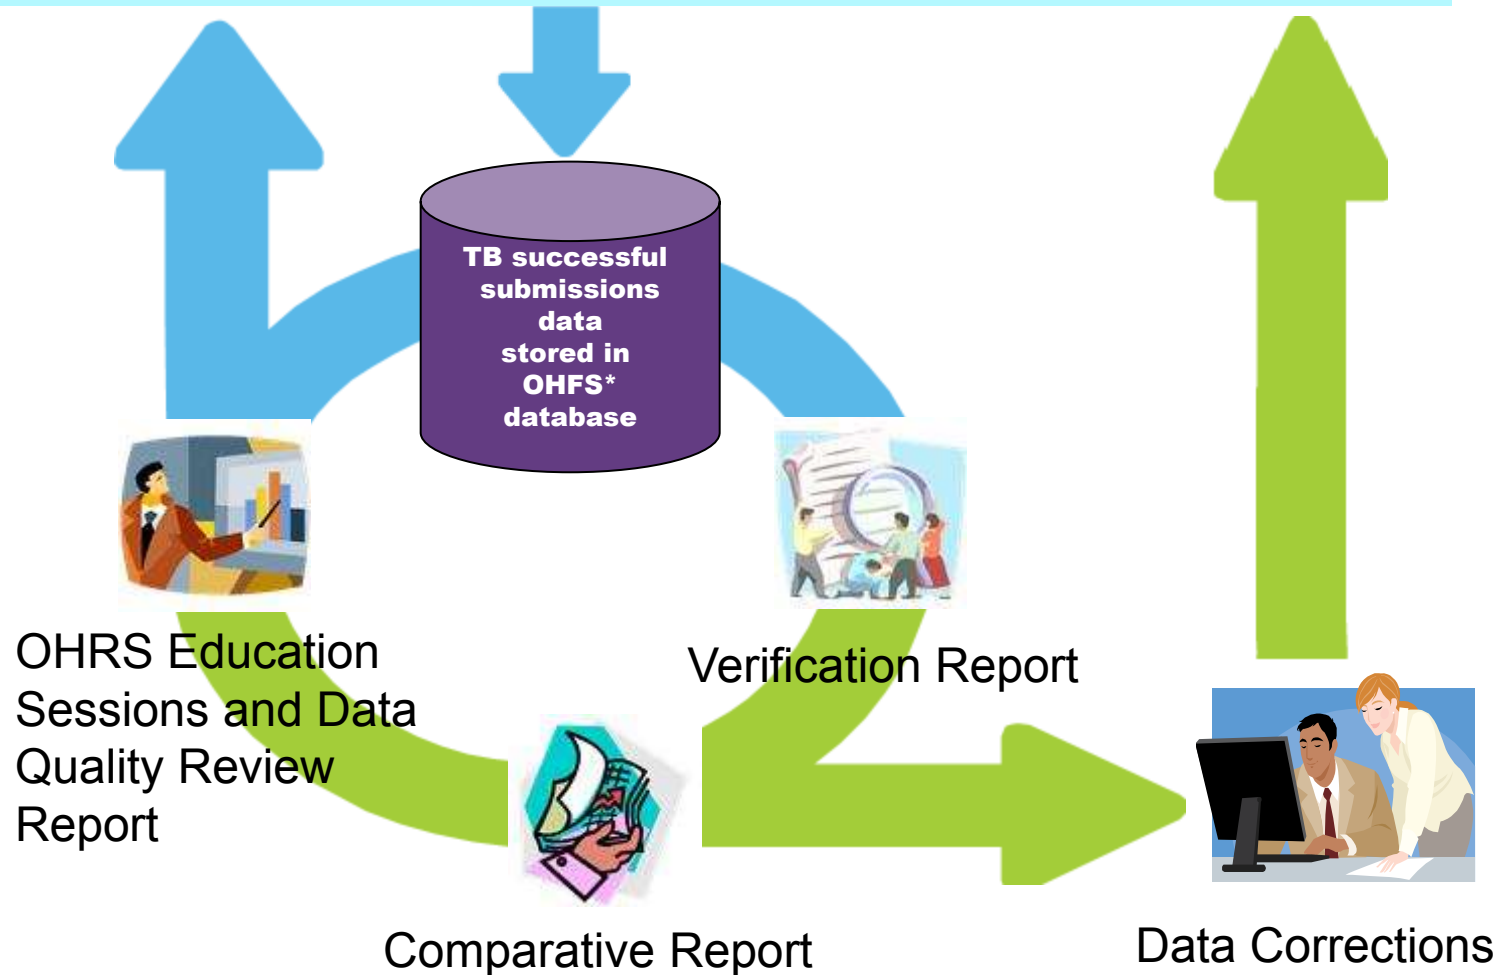 TB successful
submissions
data
stored in
OHFS*
database
OHRS Education
Sessions and Data
Quality Review
Report
Verification Report
Comparative Report
Data Corrections